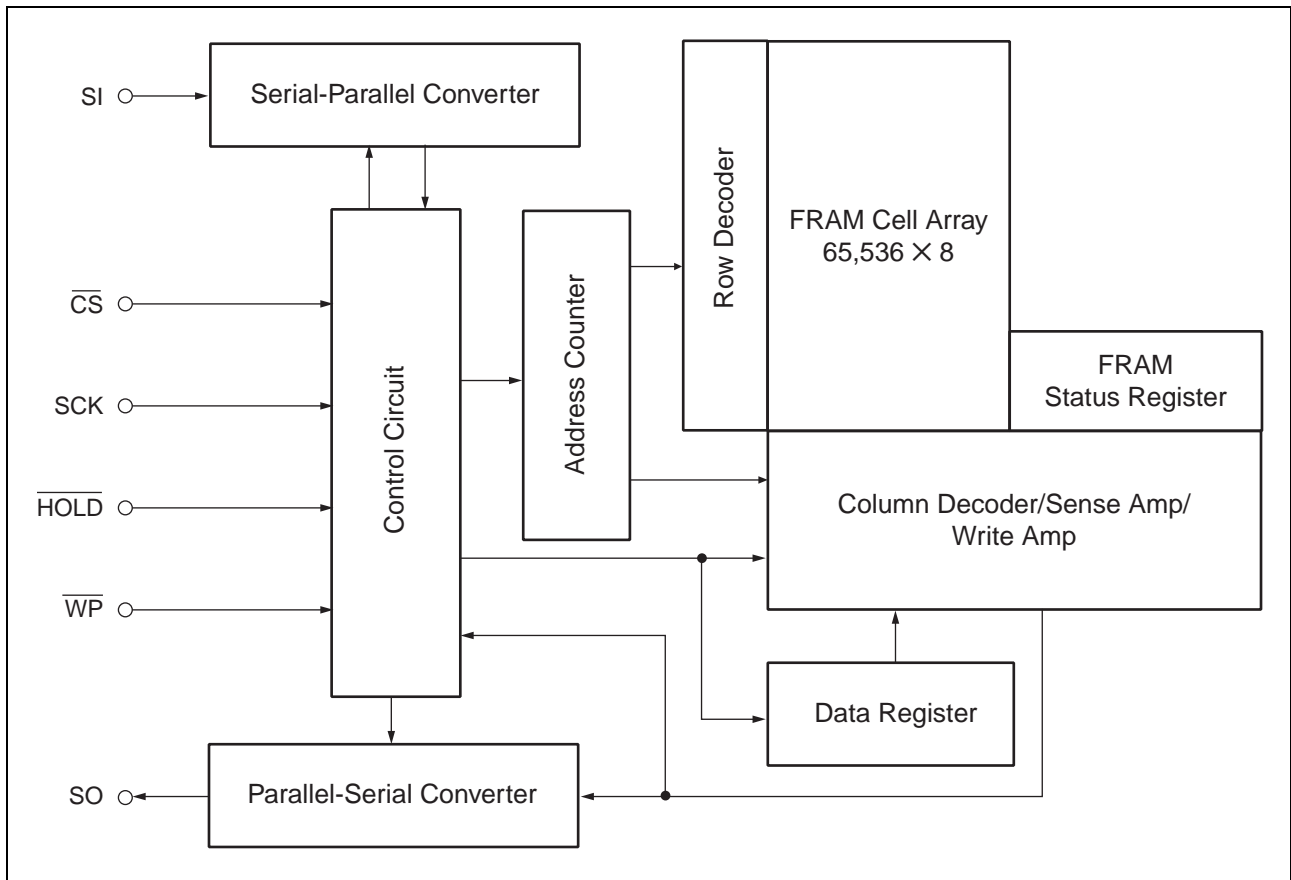 SI
Serial-Parallel Converter
CS
SCK
HOLD
WP
SO
Control Circuit
Address Counter
Row Decoder
FRAM Cell Array
65,536 × 8
FRAM
Status Register
Column Decoder/Sense Amp/
Write Amp
Data Register
Parallel-Serial Converter